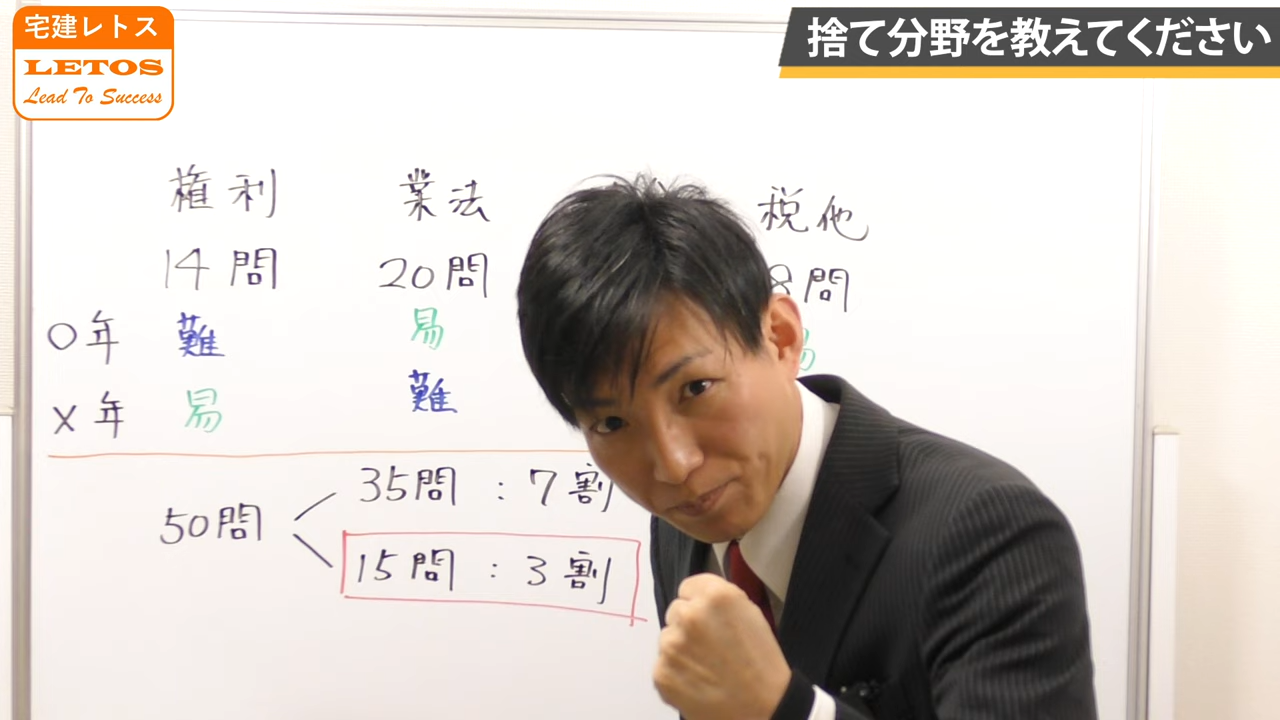 宅建レトス
LETOS
Lead To Success
捨て分野を教えてください
権利 業法 税他
14問 20問 8問
〇年 難 易
×年 易 難
50問
35問:7割
15問:3割